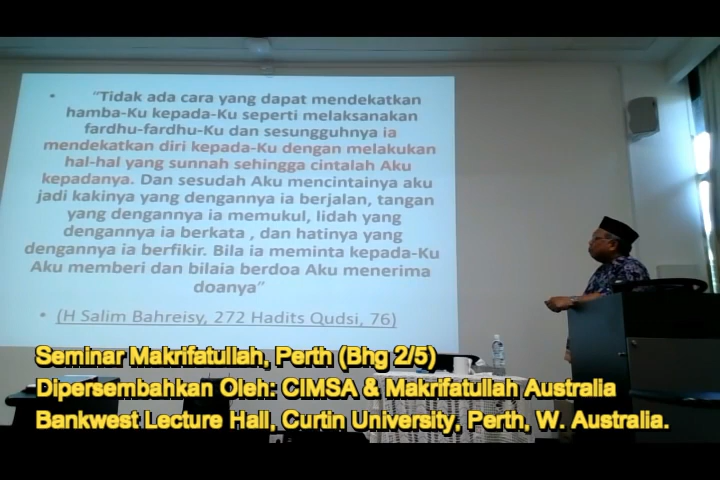 • "Tidak ada cara yang dapat mendekatkan
hamba-Ku kepada-Ku seperti melaksanakan
fardhu-fardhu-Ku dan sesungguhnya ia
mendekatkan diri kepada-Ku dengan melakukan
hal-hal yang sunnah sehingga cintalah Aku
kepadanya. Dan sesudah Aku mencintainya aku
jadi kakinya yang dengannya ia berjalan, tangan
yang dengannya ia memukul, lidah yang
dengannya ia berkata , dan hatinya yang
dengannya ia berfikir. Bila ia meminta kepada-Ku
Aku memberi dan bilaia berdoa Aku menerima
doanya"
• (H Salim Bahreisy, 272 Hadits Qudsi, 76)
Seminar Makrifatullah, Perth (Bhg 2/5)
Dipersembahkan Oleh: CIMSA & Makrifatullah Australia
Bankwest Lecture Hall, Curtin University, Perth, W. Australia.